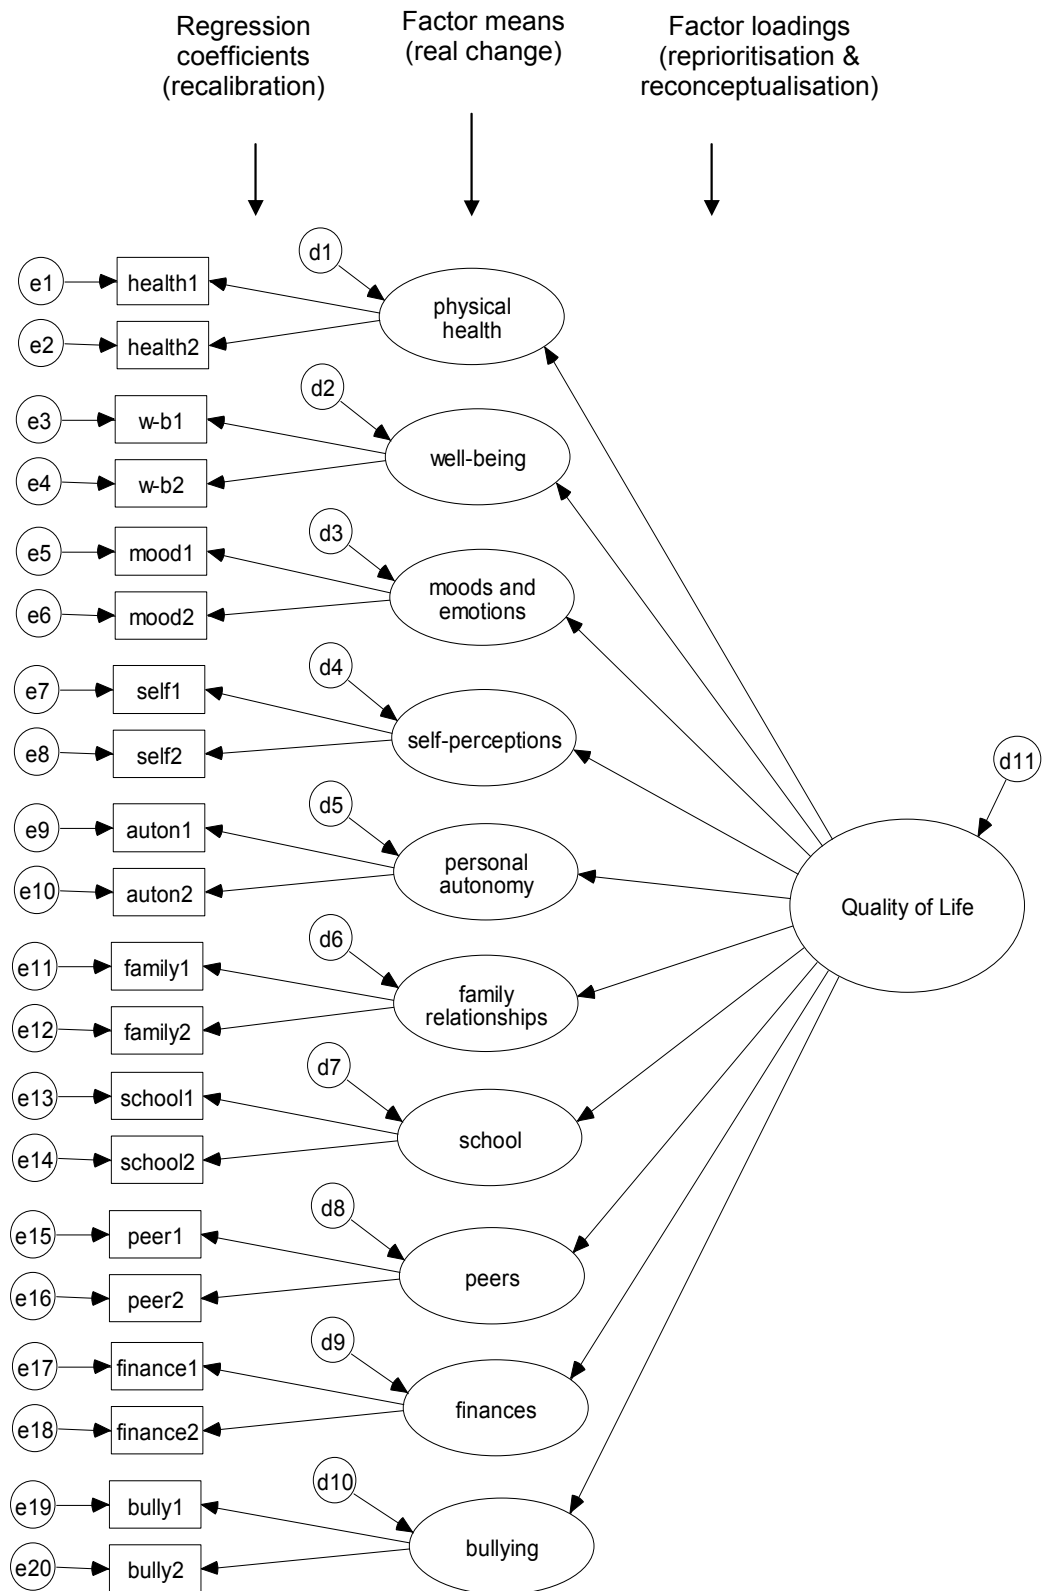 Regression
coefficients
(recalibration)
Factor means
(real change)
Factor loadings
(reprioritisation &
reconceptualisation)
d1
e1
health1
physical
health
e2
health2
d2
e3
w-b1
well-being
e4
w-b2
d3
e5
mood1
moods and
emotions
e6
mood2
d4
e7
self1
self-perceptions
e8
self2
d11
d5
e9
auton1
personal
autonomy
e10
auton2
Quality of Life
d6
e11
family1
family
relationships
e12
family2
d7
e13
school1
school
e14
school2
d8
e15
peer1
peers
e16
peer2
d9
e17
finance1
finances
e18
finance2
d10
e19
bully1
bullying
e20
bully2